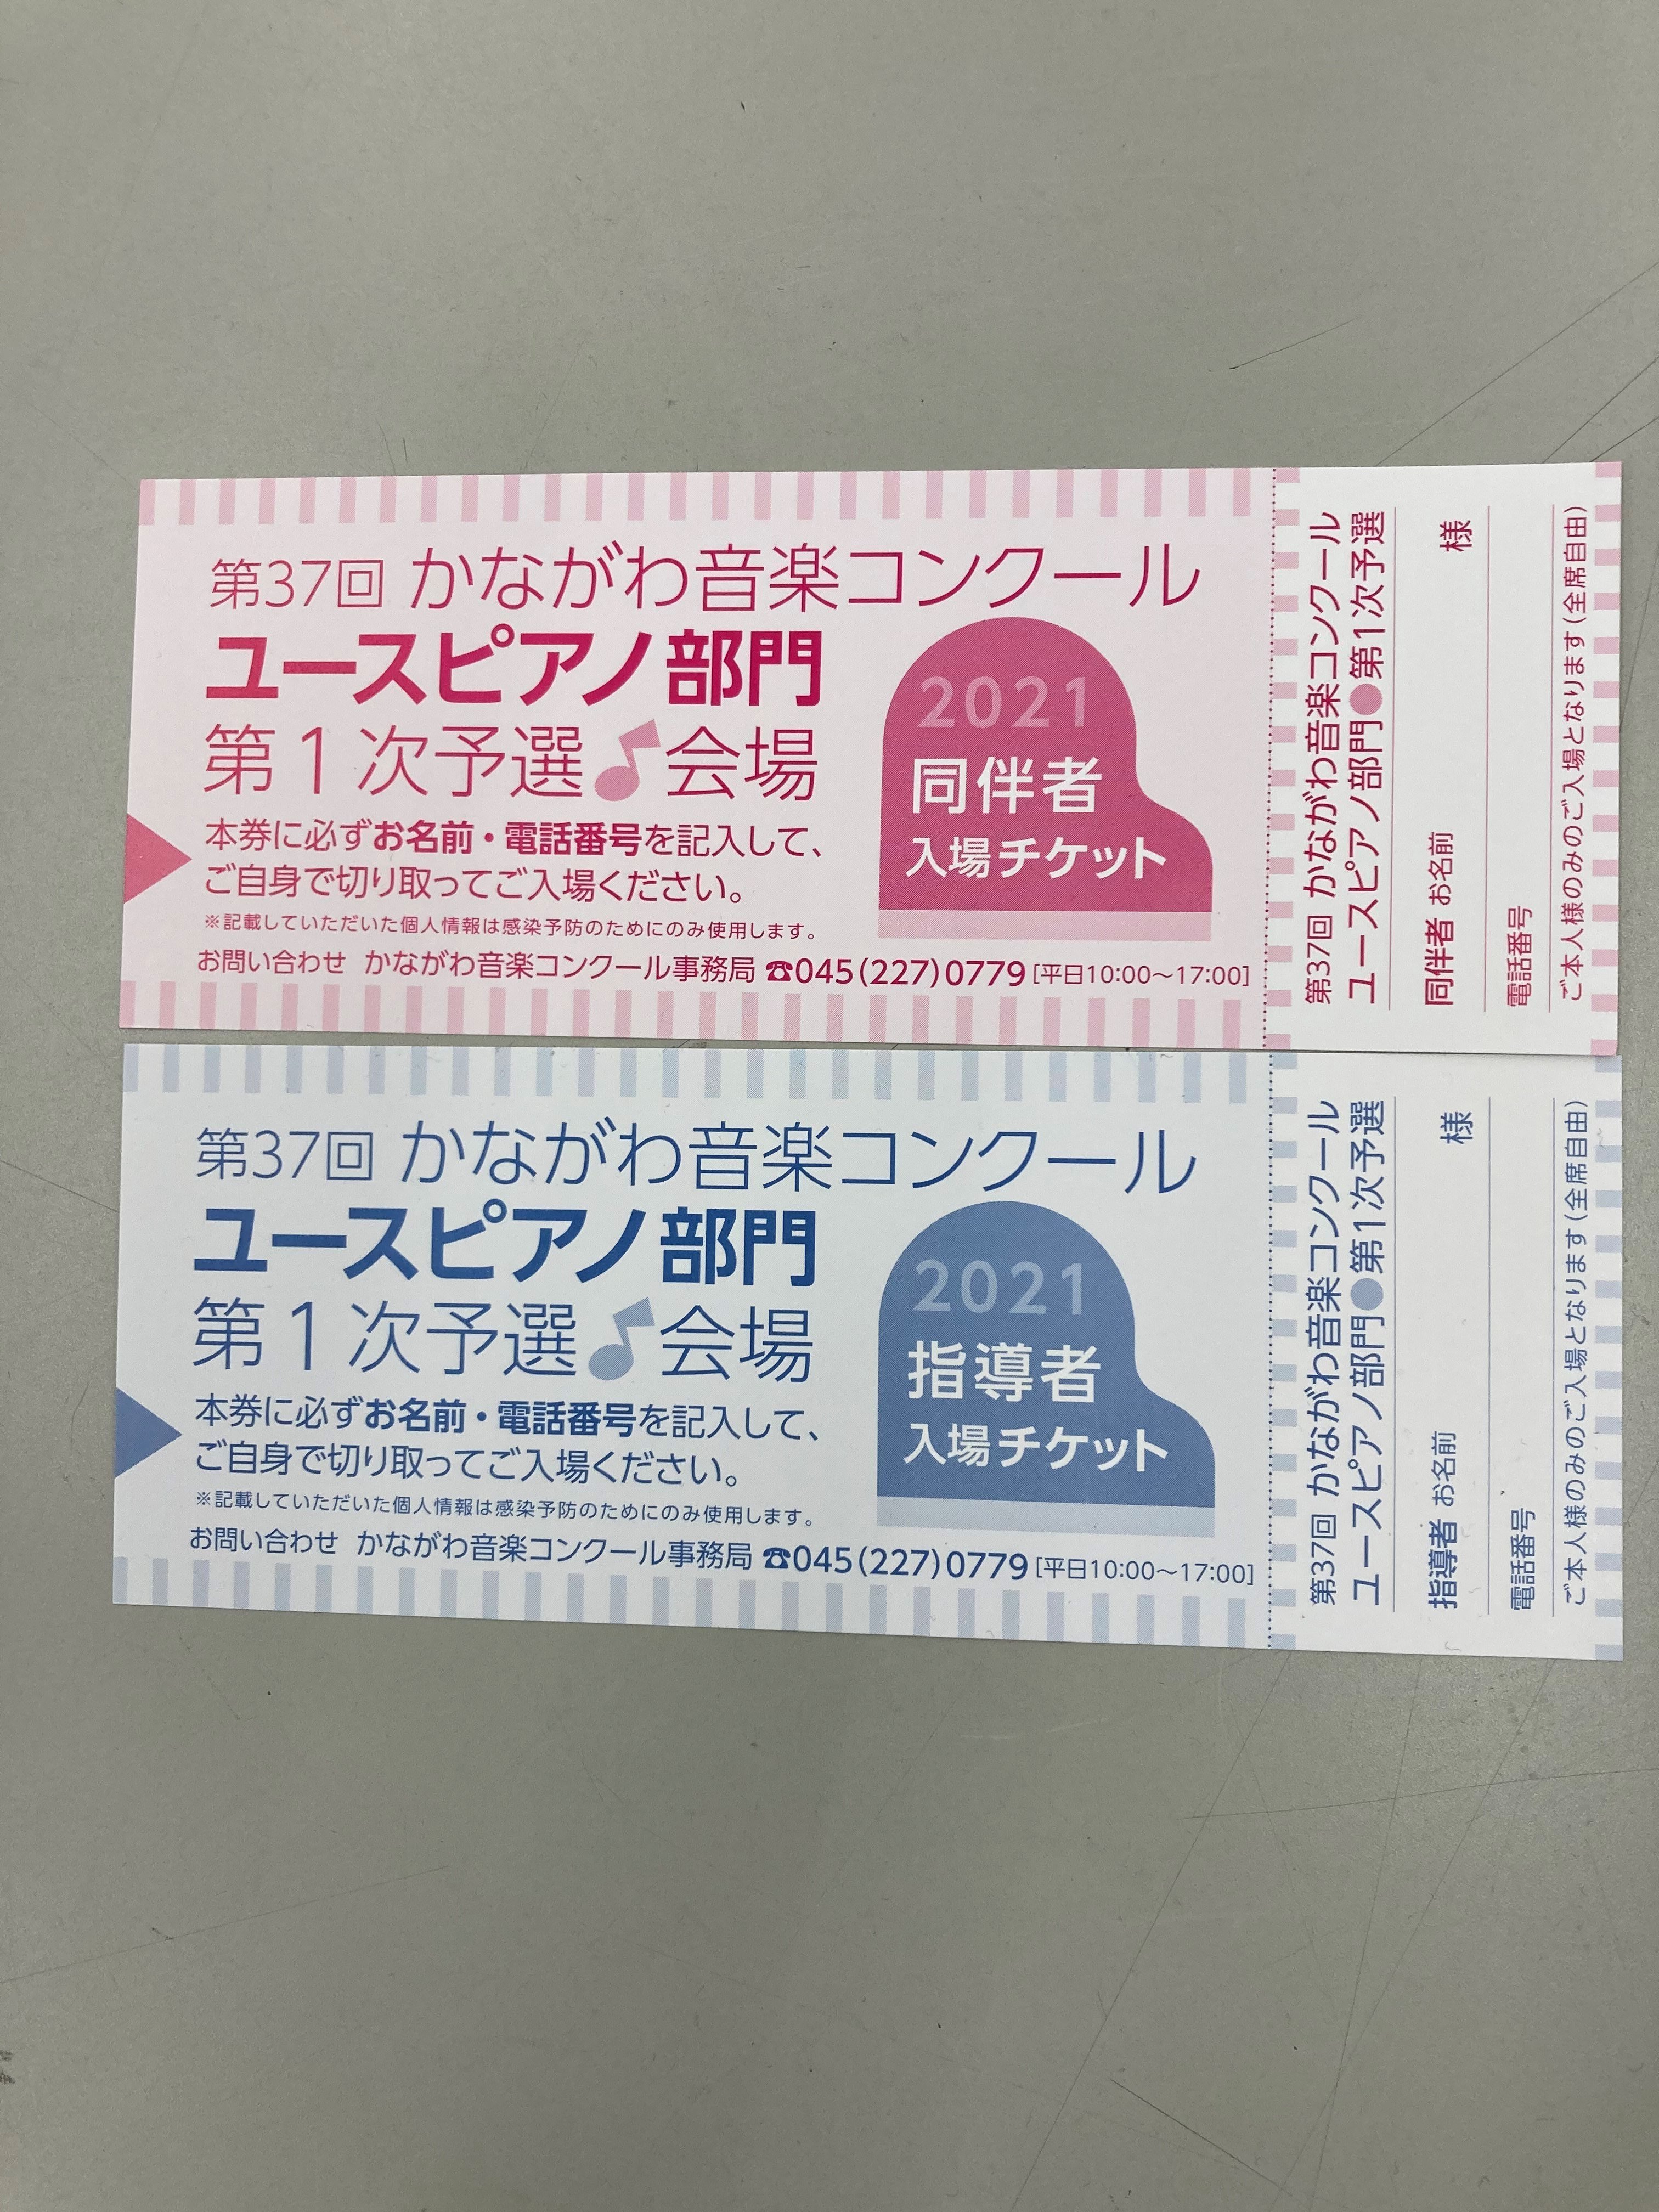 第37回 かながわ音楽コンクール
ユースピアノ部門
第1次予選♪会場
本券に必ずお名前・電話番号を記入して、
ご自身で切り取ってご入場ください。
※記載していただいた個人情報は感染予防のためにのみ使用します。
お問い合わせ かながわ音楽コンクール事務局 ☎045(227)0779 [平日10:00〜17:00]
2021
同伴者
入場チケット
第37回 かながわ音楽コンクール
ユースピアノ部門●第1次予選
同伴者 お名前 様
電話番号
ご本人様のみのご入場となります(全席自由)
第37回 かながわ音楽コンクール
ユースピアノ部門
第1次予選♪会場
本券に必ずお名前・電話番号を記入して、
ご自身で切り取ってご入場ください。
※記載していただいた個人情報は感染予防のためにのみ使用します。
お問い合わせ かながわ音楽コンクール事務局 ☎045(227)0779 [平日10:00〜17:00]
2021
指導者
入場チケット
第37回 かながわ音楽コンクール
ユースピアノ部門●第1次予選
指導者 お名前 様
電話番号
ご本人様のみのご入場となります(全席自由)